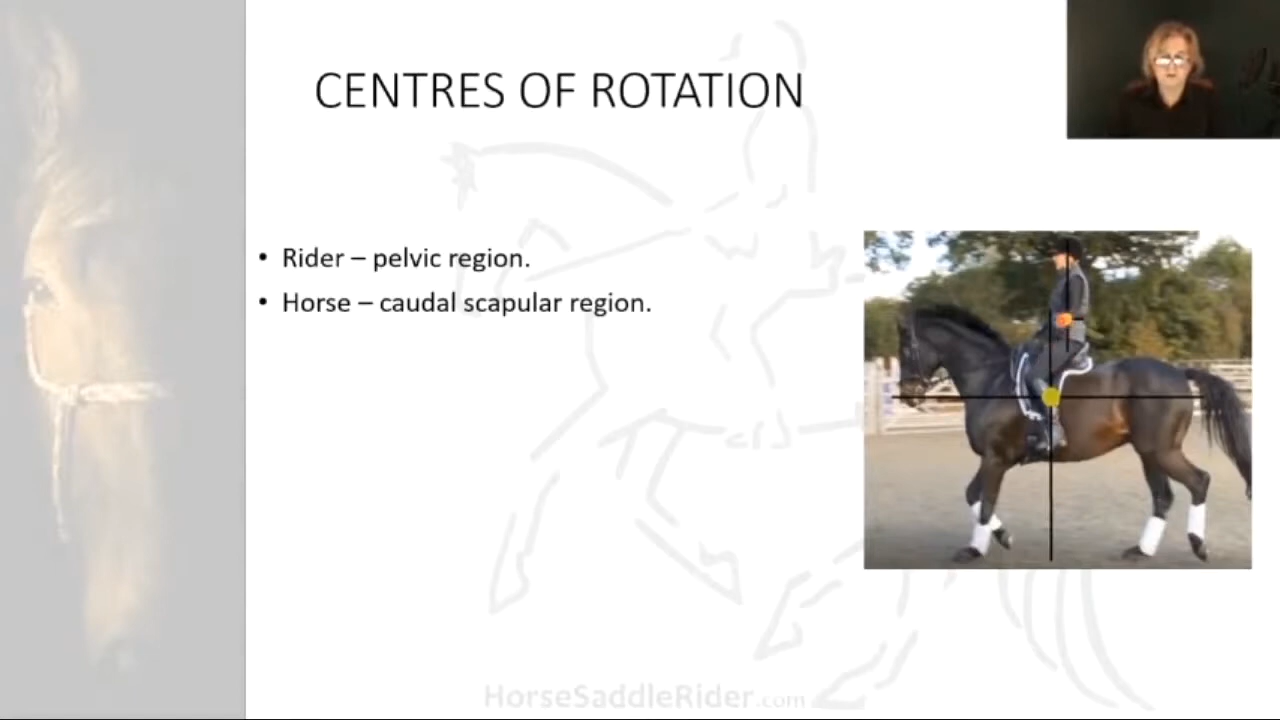 CENTRES OF ROTATION
• Rider – pelvic region.
• Horse – caudal scapular region.
HorseSaddleRider.com